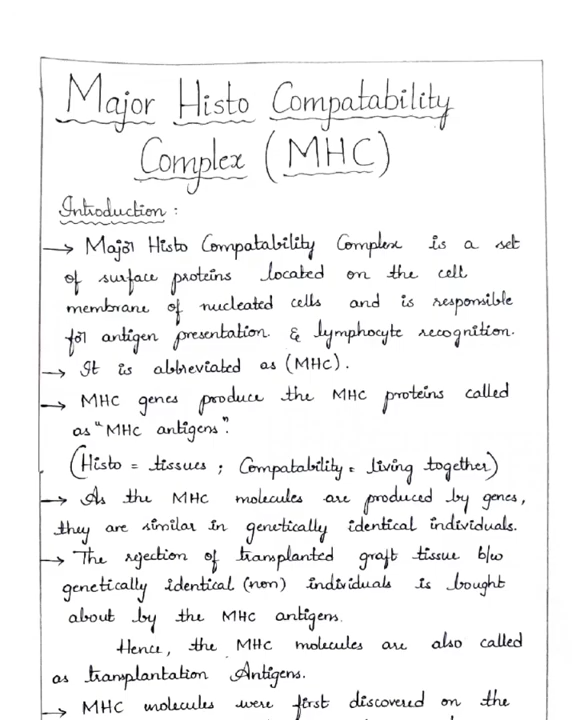 Major Histo Compatability
Complex (MHC)
Introduction :
→ Major Histo Compatability Complex is a set
of surface proteins located on the cell
membrane of nucleated cells and is responsible
for antigen presentation. & lymphocyte recognition.
→ It is abbreviated as (MHC).
→ MHC genes produce the MHC proteins called
as "MHC antigens".
(Histo = tissues ; Compatability = living together)
→ As the MHC molecules are produced by genes,
they are similar in genetically identical individuals.
→ The rejection of transplanted graft tissue b/w
genetically identical (non) individuals is bought
about by the MHC antigens.
Hence, the MHC molecules are also called
as transplantation Antigens.
→ MHC molecules were first discovered on the